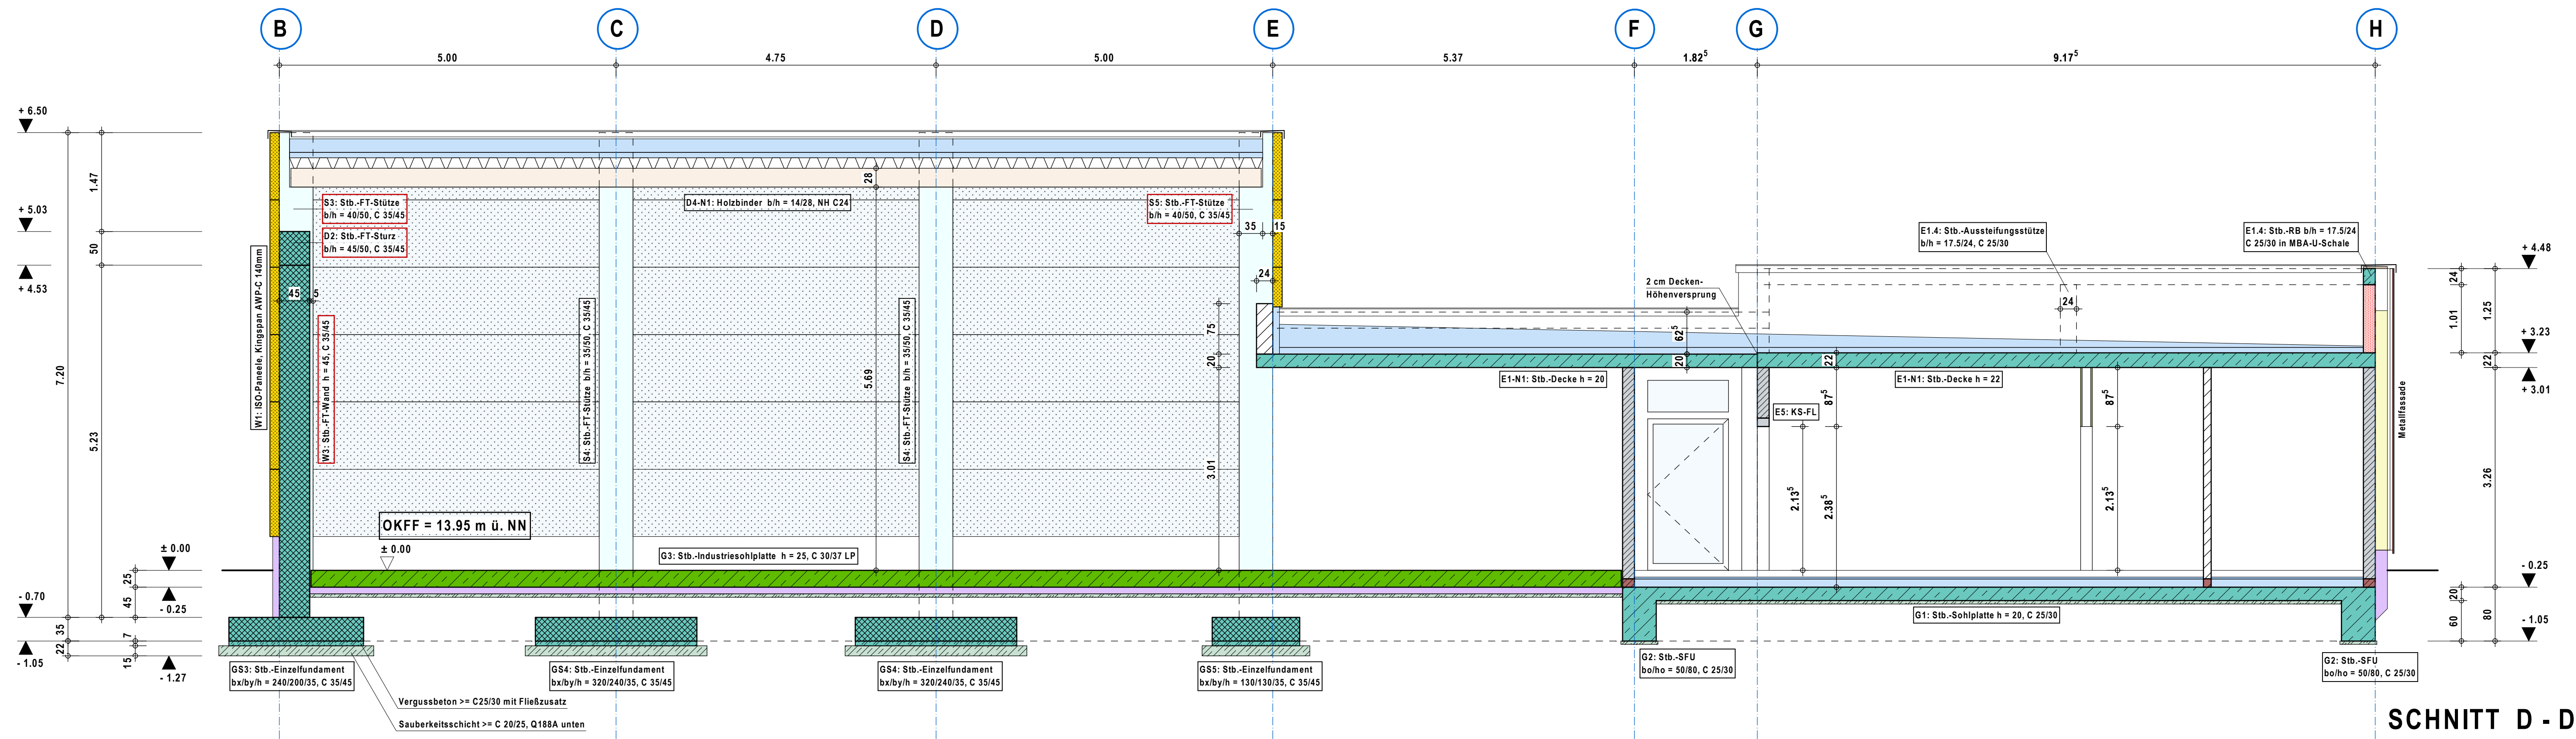 B C D E F G H
5.00 4.75 5.00 5.37 1.82⁵ 9.17⁵
+ 6.50
+ 5.03
+ 4.53
- 0.70
- 1.05
7.20
1.47
50
5.23
35
22
± 0.00
- 0.25
- 1.27
25
45
7
15
W1: ISO-Paneele, Kingspan AWP-C 140mm
S3: Stb.-FT-Stütze
b/h = 40/50, C 35/45
D2: Stb.-FT-Sturz
b/h = 45/50, C 35/45
45
5
W3: Stb.-FT-Wand h = 45, C 35/45
D4-N1: Holzbinder b/h = 14/28, NH C24
28
5.69
S4: Stb.-FT-Stütze b/h = 35/50, C 35/45
S4: Stb.-FT-Stütze b/h = 35/50, C 35/45
S5: Stb.-FT-Stütze
b/h = 40/50, C 35/45
35
15
24
75
20
3.01
OKFF = 13.95 m ü. NN
± 0.00
G3: Stb.-Industriesohlplatte h = 25, C 30/37 LP
GS3: Stb.-Einzelfundament
bx/by/h = 240/200/35, C 35/45
GS4: Stb.-Einzelfundament
bx/by/h = 320/240/35, C 35/45
GS4: Stb.-Einzelfundament
bx/by/h = 320/240/35, C 35/45
GS5: Stb.-Einzelfundament
bx/by/h = 130/130/35, C 35/45
Vergussbeton >= C25/30 mit Fließzusatz
Sauberkeitsschicht >= C 20/25, Q188A unten
2 cm Decken-
Höhenversprung
62⁵
20
E1-N1: Stb.-Decke h = 20
E1.4: Stb.-Aussteifungsstütze
b/h = 17.5/24, C 25/30
24
E1.4: Stb.-RB b/h = 17.5/24
C 25/30 in MBA-U-Schale
22
E1-N1: Stb.-Decke h = 22
E5: KS-FL
87⁵
2.13⁵
2.38⁵
87⁵
2.13⁵
G1: Stb.-Sohlplatte h = 20, C 25/30
G2: Stb.-SFU
bo/ho = 50/80, C 25/30
G2: Stb.-SFU
bo/ho = 50/80, C 25/30
Metallfassade
+ 4.48
+ 3.23
+ 3.01
- 0.25
- 1.05
24
1.01
1.25
22
3.26
20
60
80
SCHNITT D - D